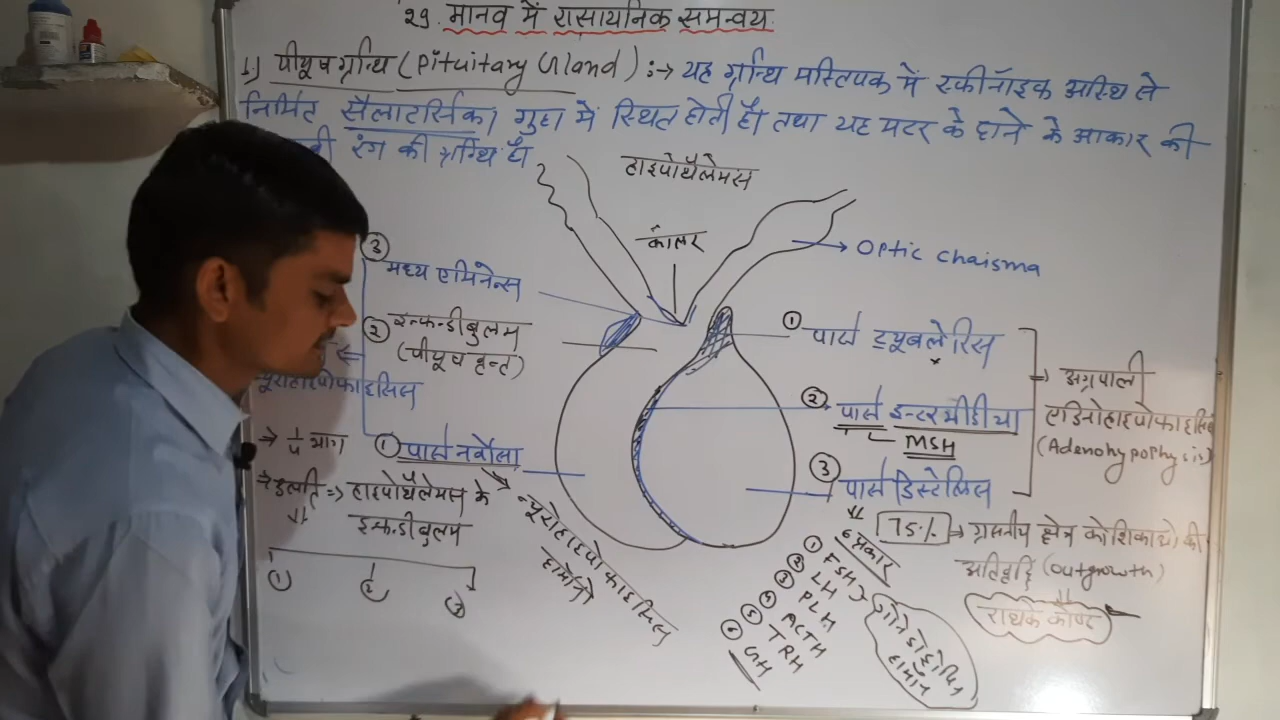 29. मानव में रासायनिक समन्वय
1) पीयूष ग्रन्थि (Pituitary Gland) :→ यह ग्रन्थि मस्तिष्क में स्फीनॉइक अस्थि से
निर्मित सैलाटर्सिका गुहा में स्थित होती है। तथा यह मटर के दाने के आकार की
रंग की ग्रन्थि है
हाइपोथैलेमस
कालर
Optic chaisma
③ मध्य एमिनेन्स
② इन्फन्डीबुलम
(पीयूष वृन्त)
न्यूरोहाइपोफाइसिस
→ 1/4 भाग
① पार्स नर्वोसा
→ उत्पत्ति => हाइपोथैलेमस के
इन्फन्डीबुलम
① ② ③
न्यूरोहाइपोफाइसिस
हार्मोनो
① पार्स ट्यूबलेरिस
② पार्स इन्टरमीडीया
MSH
③ पार्स डिस्टेलिस
→ अग्रपाली
एडिनोहाइपोफाइसिस
(Adenohypophysis)
75% → ग्रसनीय क्षेत्र कोशिकाओ की
अतिवृद्धि (outgrowth)
राथके कोष्ठ
6 प्रकार
① FSH
② LH
③ PLH
④ ACTH
⑤ TRH
⑥ GH
हार्मोन